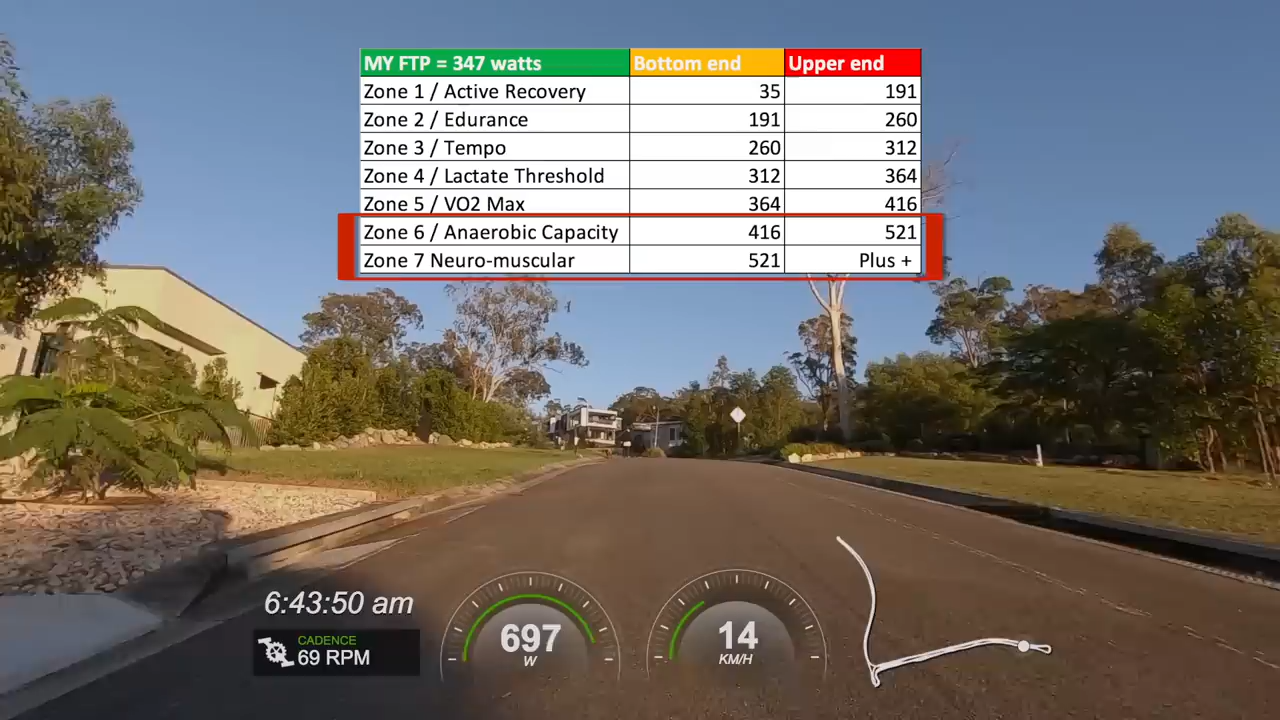 MY FTP = 347 watts Bottom end Upper end
Zone 1 / Active Recovery 35 191
Zone 2 / Edurance 191 260
Zone 3 / Tempo 260 312
Zone 4 / Lactate Threshold 312 364
Zone 5 / VO2 Max 364 416
Zone 6 / Anaerobic Capacity 416 521
Zone 7 Neuro-muscular 521 Plus +
6:43:50 am
CADENCE
69 RPM
697
W
14
KM/H